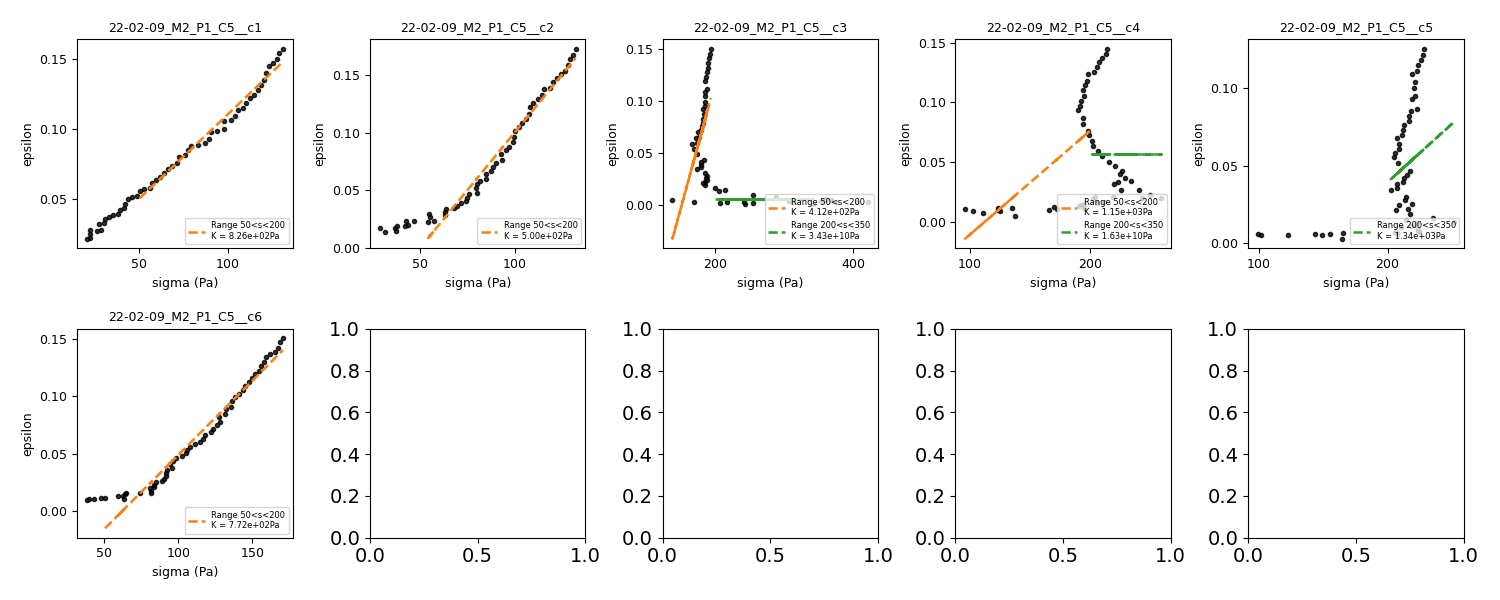 22-02-09_M2_P1_C5__c1
22-02-09_M2_P1_C5__c2
22-02-09_M2_P1_C5__c3
22-02-09_M2_P1_C5__c4
22-02-09_M2_P1_C5__c5
epsilon
0.15
0.10
0.05
50
100
sigma (Pa)
Range 50<s<200
K = 8.26e+02Pa
epsilon
0.15
0.10
0.05
0.00
50
100
sigma (Pa)
Range 50<s<200
K = 5.00e+02Pa
epsilon
0.15
0.10
0.05
0.00
200
400
sigma (Pa)
Range 50<s<200
K = 4.12e+02Pa
Range 200<s<350
K = 3.43e+10Pa
epsilon
0.15
0.10
0.05
0.00
100
200
sigma (Pa)
Range 50<s<200
K = 1.15e+03Pa
Range 200<s<350
K = 1.63e+10Pa
epsilon
0.10
0.05
0.00
100
200
sigma (Pa)
Range 200<s<350
K = 1.34e+03Pa
22-02-09_M2_P1_C5__c6
epsilon
0.15
0.10
0.05
0.00
50
100
150
sigma (Pa)
Range 50<s<200
K = 7.72e+02Pa
1.0
0.8
0.6
0.4
0.2
0.0
0.0
0.5
1.0
1.0
0.8
0.6
0.4
0.2
0.0
0.0
0.5
1.0
1.0
0.8
0.6
0.4
0.2
0.0
0.0
0.5
1.0
1.0
0.8
0.6
0.4
0.2
0.0
0.0
0.5
1.0